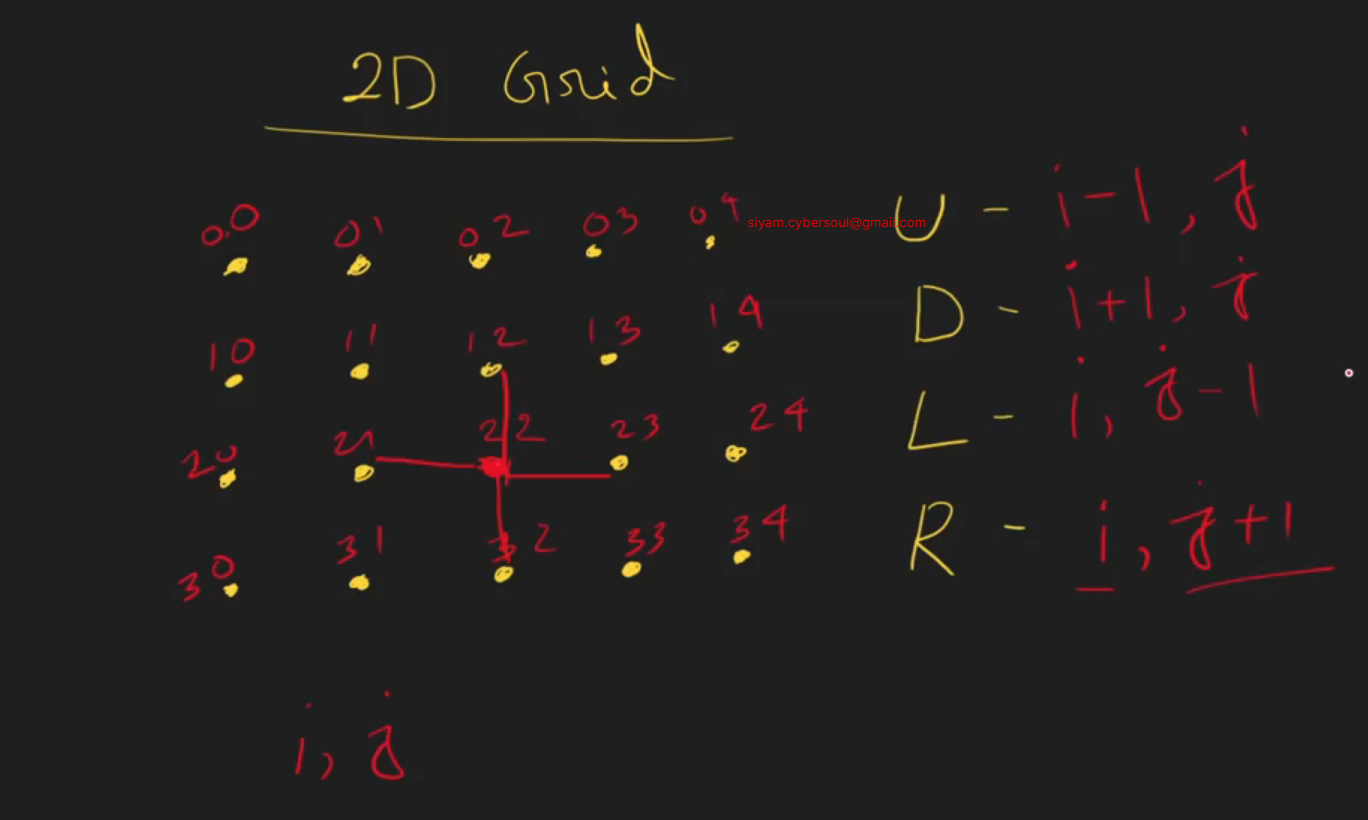 2D Grid
00 01 02 03 04
siyam.cybersoul@gmail.com
U - i-1, j
10 11 12 13 14
D - i+1, j
20 21 22 23 24
L - i, j-1
30 31 32 33 34
R - i, j+1
i, j